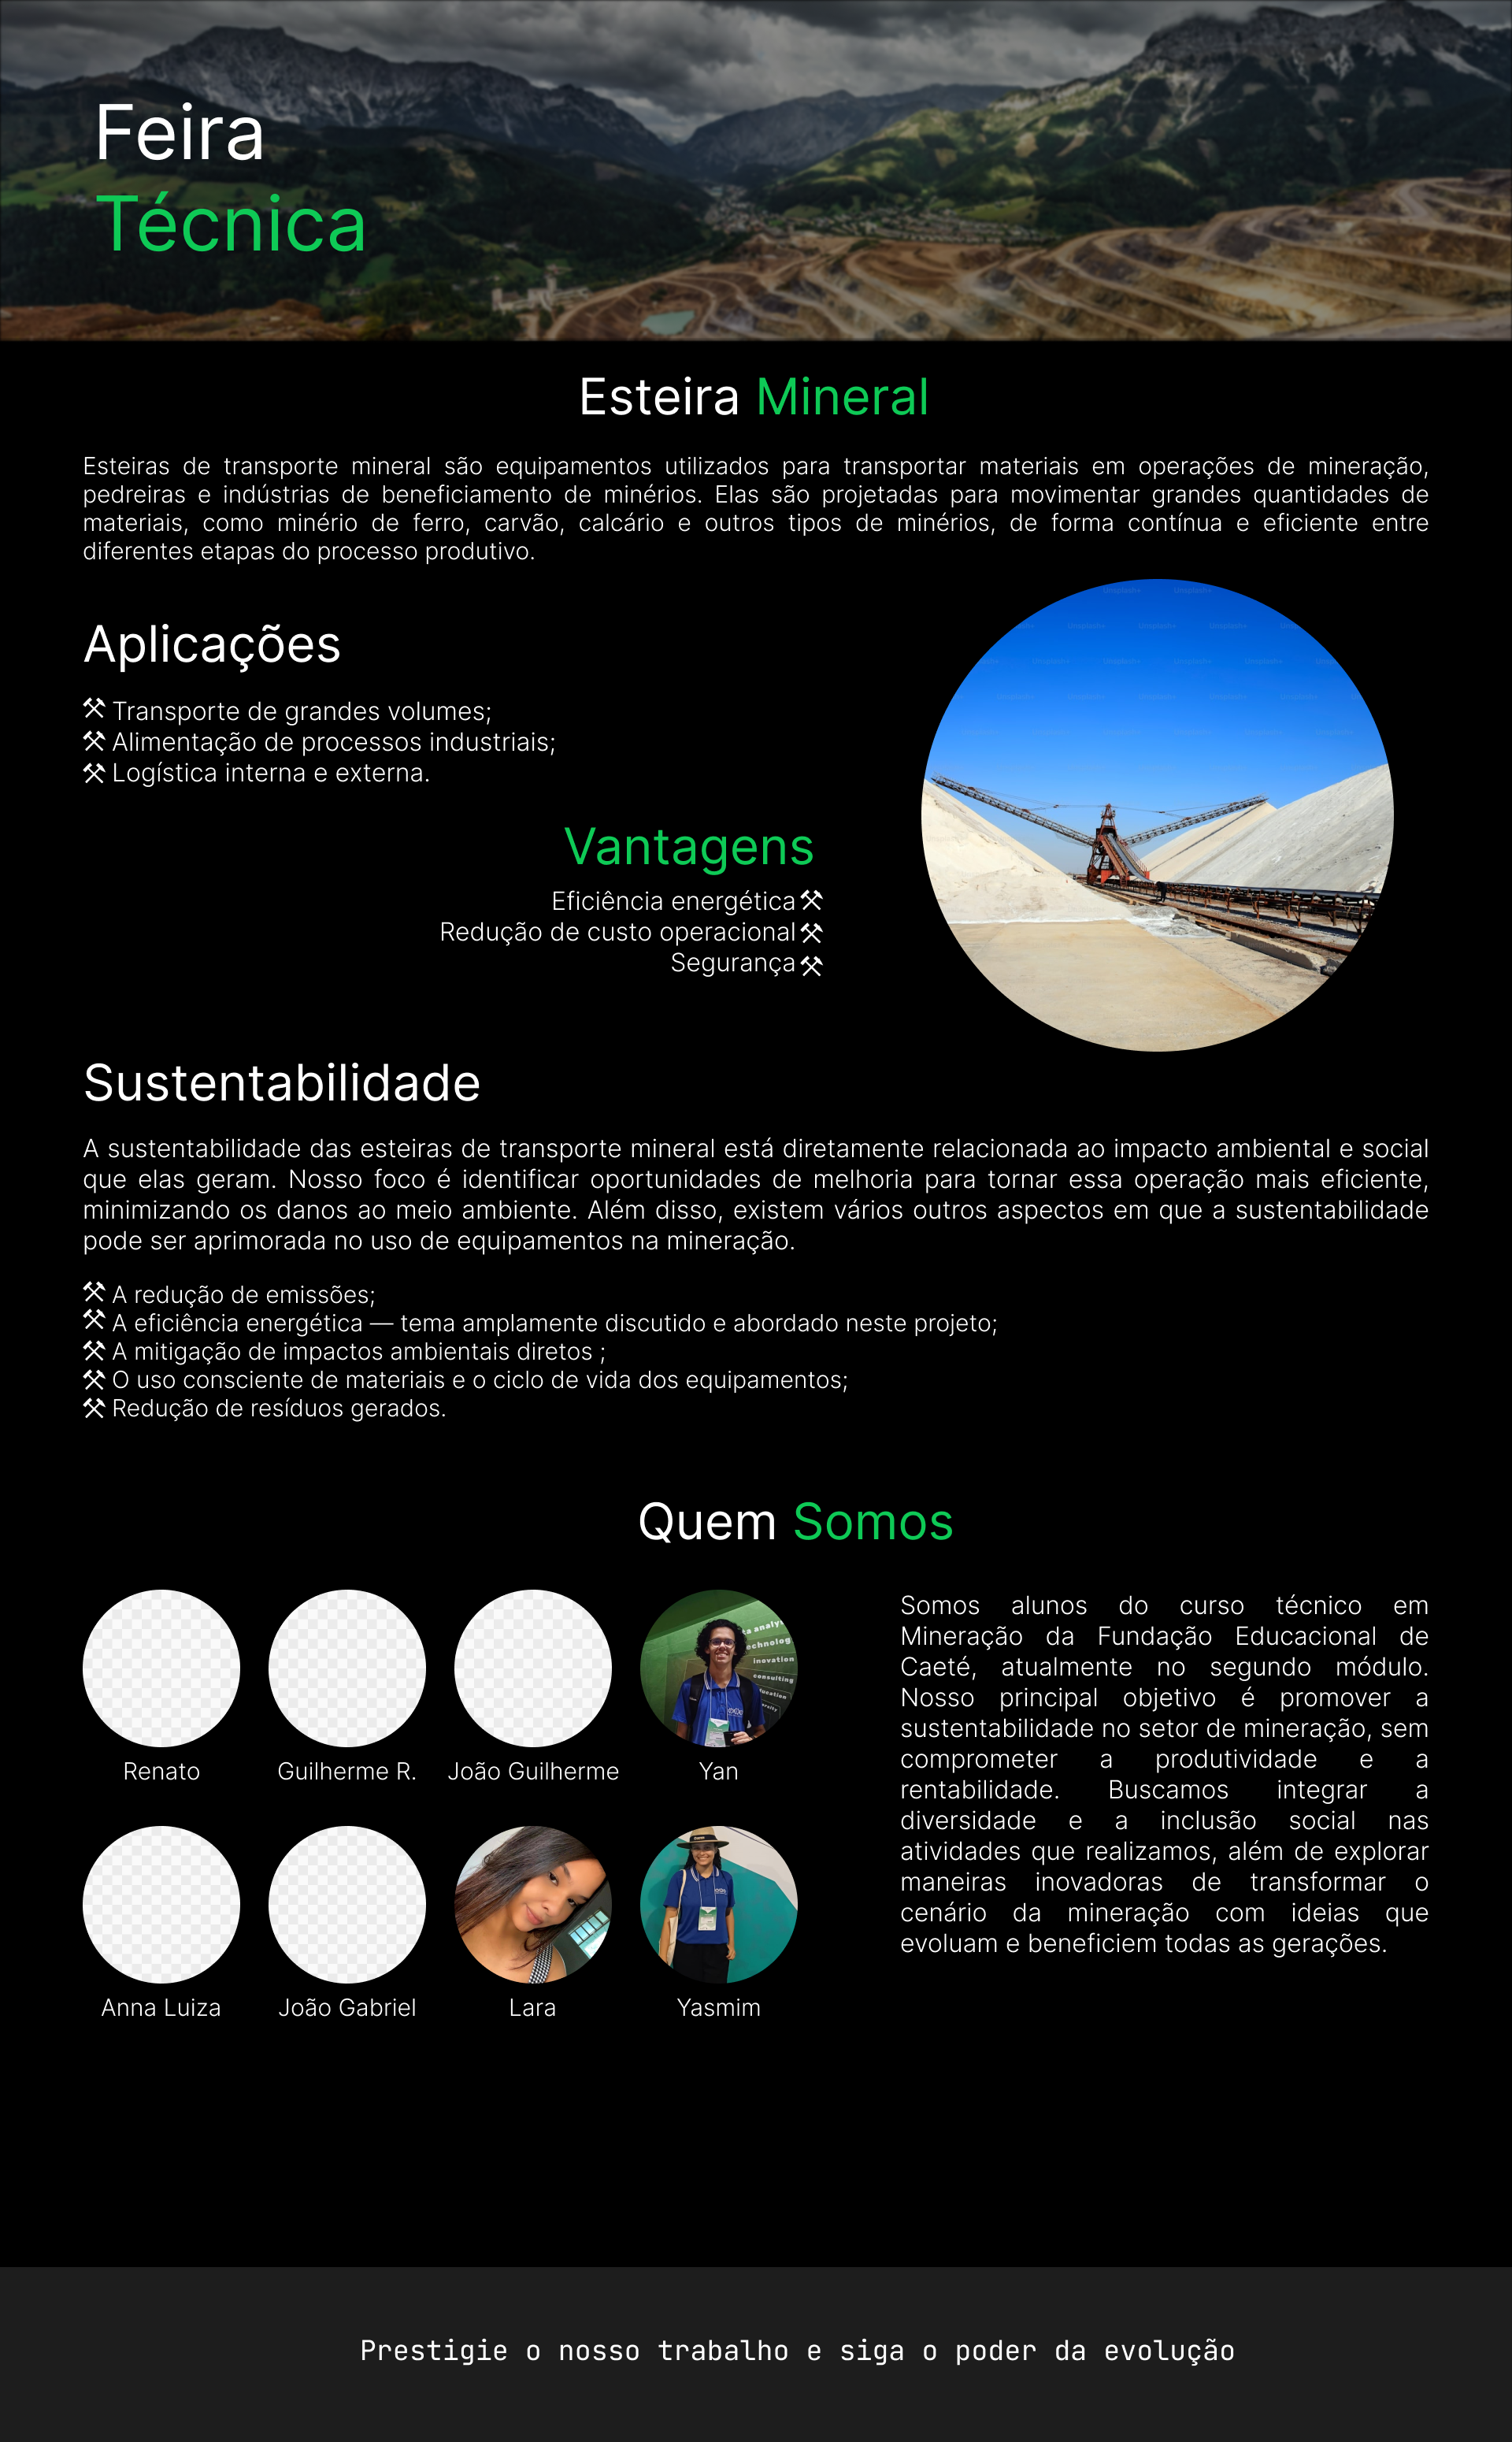 Feira
Técnica
Esteira Mineral
Esteiras de transporte mineral são equipamentos utilizados para transportar materiais em operações de mineração,
pedreiras e indústrias de beneficiamento de minérios. Elas são projetadas para movimentar grandes quantidades de
materiais, como minério de ferro, carvão, calcário e outros tipos de minérios, de forma contínua e eficiente entre
diferentes etapas do processo produtivo.
Aplicações
⚒ Transporte de grandes volumes;
⚒ Alimentação de processos industriais;
⚒ Logística interna e externa.
Vantagens
Eficiência energética ⚒
Redução de custo operacional ⚒
Segurança ⚒
Sustentabilidade
A sustentabilidade das esteiras de transporte mineral está diretamente relacionada ao impacto ambiental e social
que elas geram. Nosso foco é identificar oportunidades de melhoria para tornar essa operação mais eficiente,
minimizando os danos ao meio ambiente. Além disso, existem vários outros aspectos em que a sustentabilidade
pode ser aprimorada no uso de equipamentos na mineração.
⚒ A redução de emissões;
⚒ A eficiência energética — tema amplamente discutido e abordado neste projeto;
⚒ A mitigação de impactos ambientais diretos ;
⚒ O uso consciente de materiais e o ciclo de vida dos equipamentos;
⚒ Redução de resíduos gerados.
Quem Somos
Renato
Guilherme R.
João Guilherme
Yan
Anna Luiza
João Gabriel
Lara
Yasmim
Somos alunos do curso técnico em
Mineração da Fundação Educacional de
Caeté, atualmente no segundo módulo.
Nosso principal objetivo é promover a
sustentabilidade no setor de mineração, sem
comprometer a produtividade e a
rentabilidade. Buscamos integrar a
diversidade e a inclusão social nas
atividades que realizamos, além de explorar
maneiras inovadoras de transformar o
cenário da mineração com ideias que
evoluam e beneficiem todas as gerações.
Prestigie o nosso trabalho e siga o poder da evolução